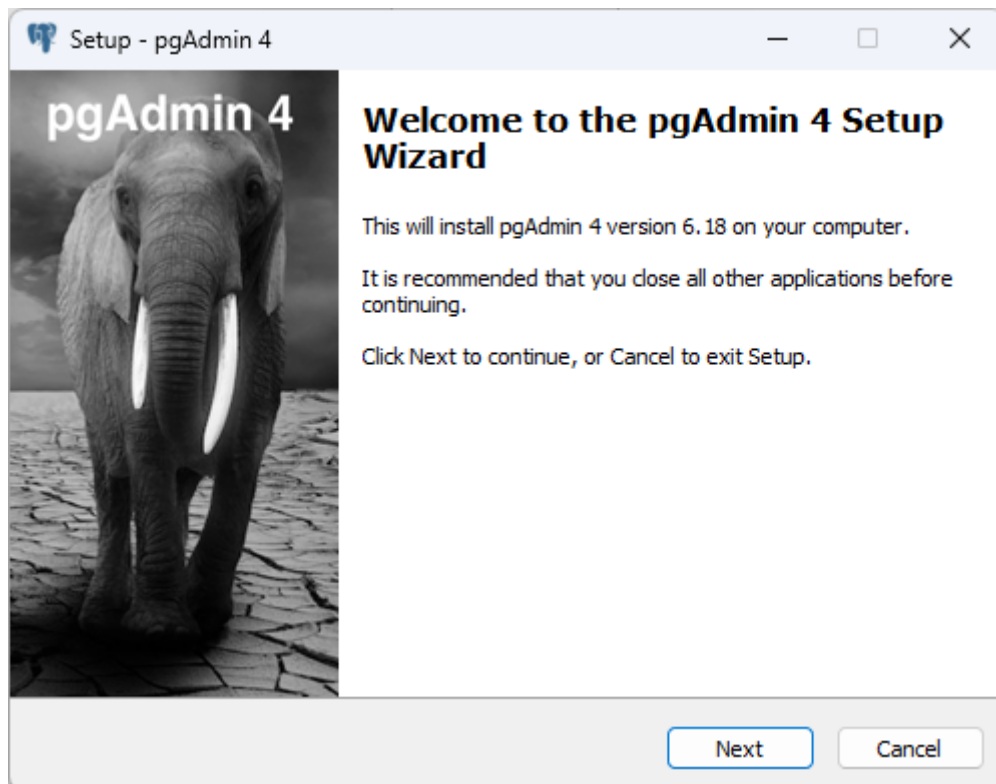 Setup - pgAdmin 4
pgAdmin 4
Welcome to the pgAdmin 4 Setup
Wizard
This will install pgAdmin 4 version 6.18 on your computer.
It is recommended that you close all other applications before
continuing.
Click Next to continue, or Cancel to exit Setup.
Next
Cancel